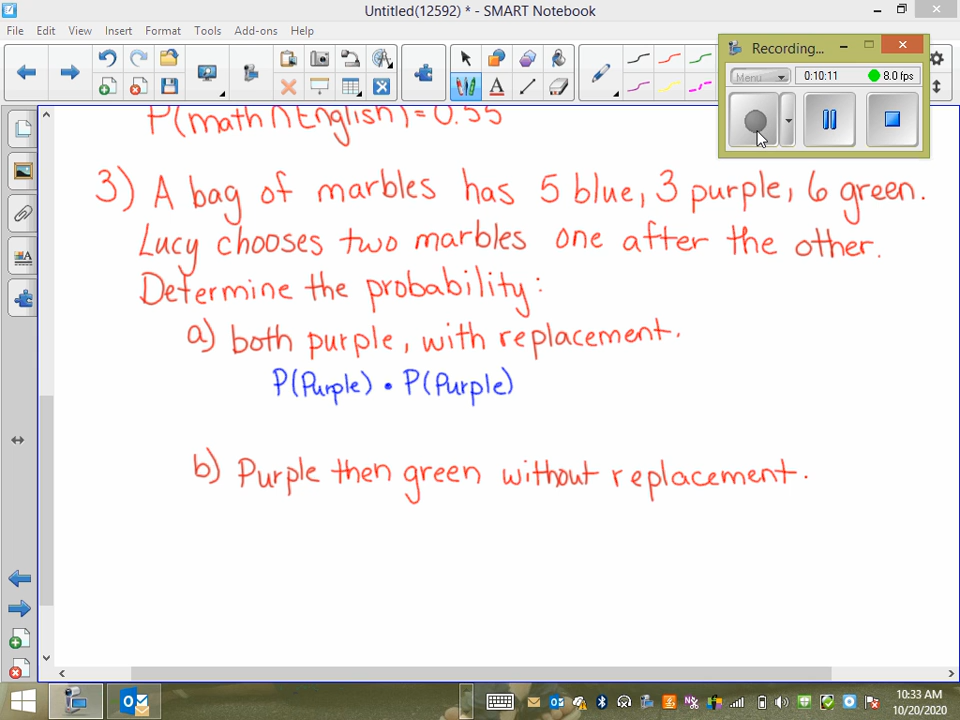 Untitled(12592) * - SMART Notebook
File Edit View Insert Format Tools Add-ons Help
Recording...
Menu 0:10:11 8.0 fps
P(math ∩ English) = 0.55
3) A bag of marbles has 5 blue, 3 purple, 6 green.
Lucy chooses two marbles one after the other.
Determine the probability:
a) both purple, with replacement.
P(Purple) • P(Purple)
b) Purple then green without replacement.
10:33 AM
10/20/2020